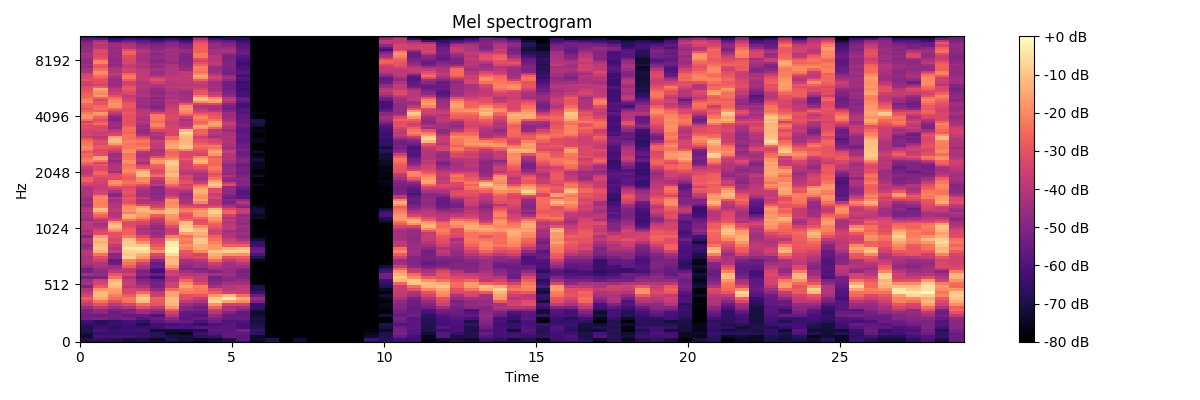 Mel spectrogram
8192
4096
2048
1024
512
0
Hz
0 5 10 15 20 25
Time
+0 dB
-10 dB
-20 dB
-30 dB
-40 dB
-50 dB
-60 dB
-70 dB
-80 dB